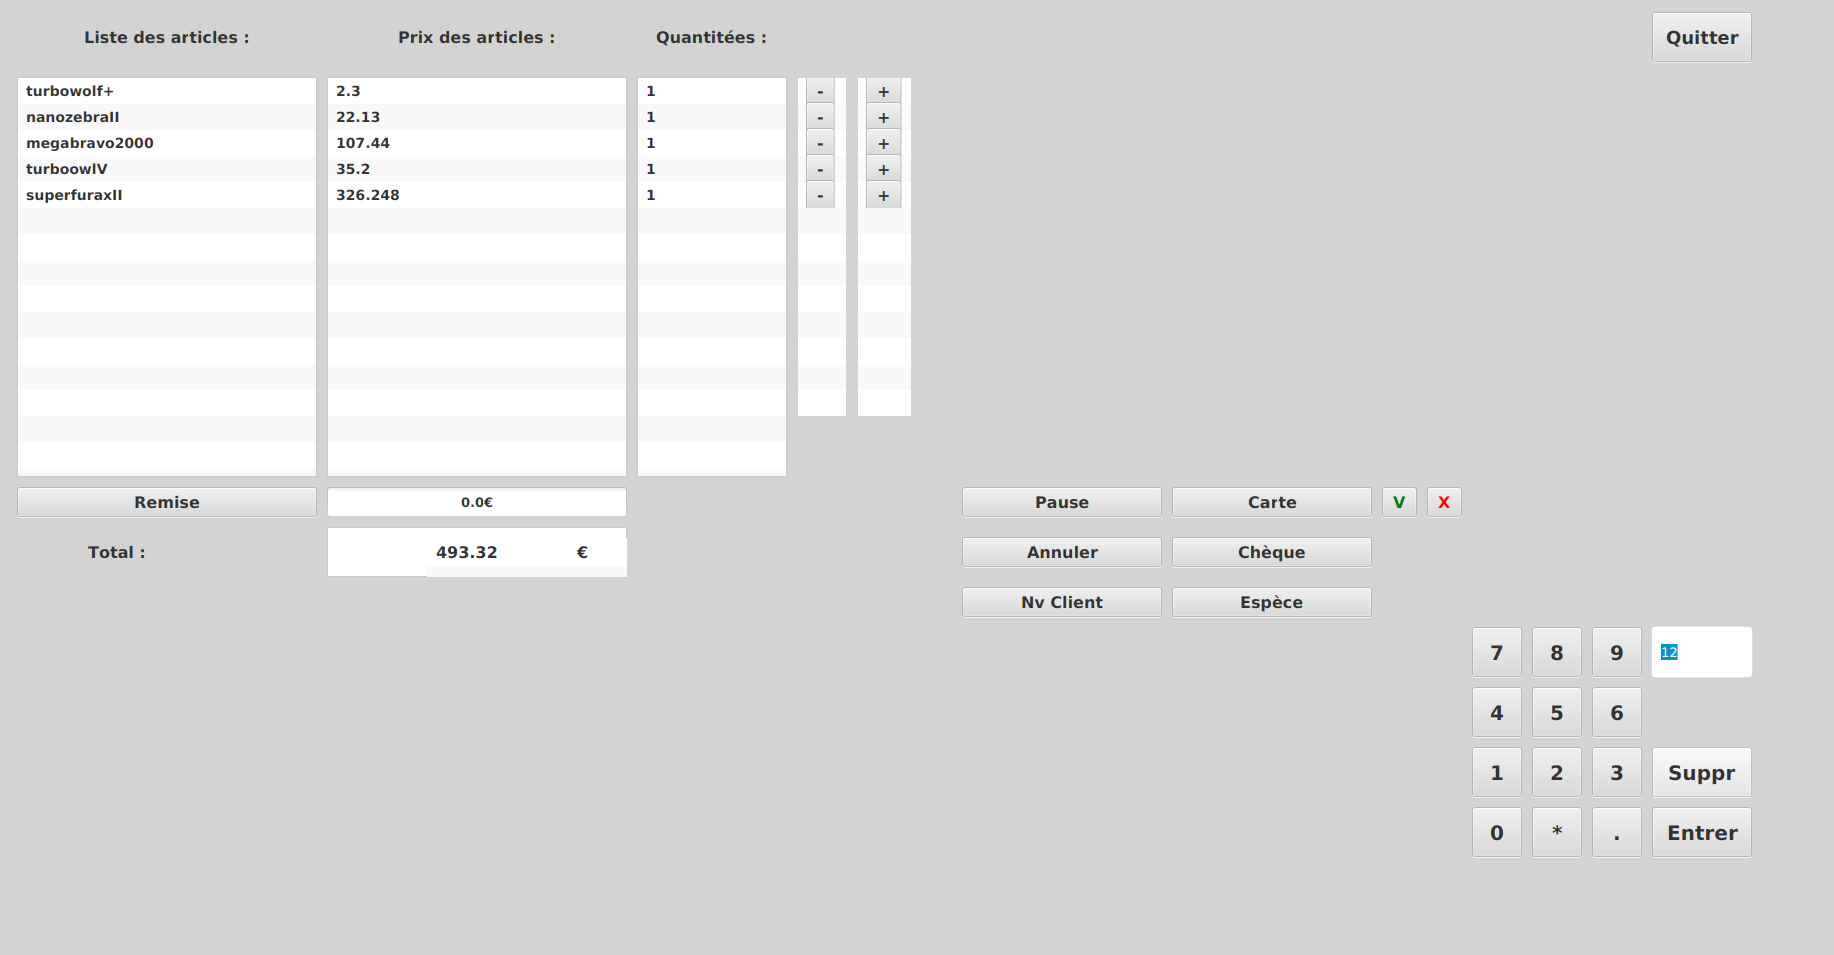 Liste des articles : Prix des articles : Quantitées : Quitter
turbowolf+ 2.3 1 - +
nanozebraII 22.13 1 - +
megabravo2000 107.44 1 - +
turboowlV 35.2 1 - +
superfuraxII 326.248 1 - +
Remise 0.0€ Pause Carte V X
Total : 493.32 € Annuler Chèque
Nv Client Espèce
7 8 9 12
4 5 6
1 2 3 Suppr
0 * . Entrer